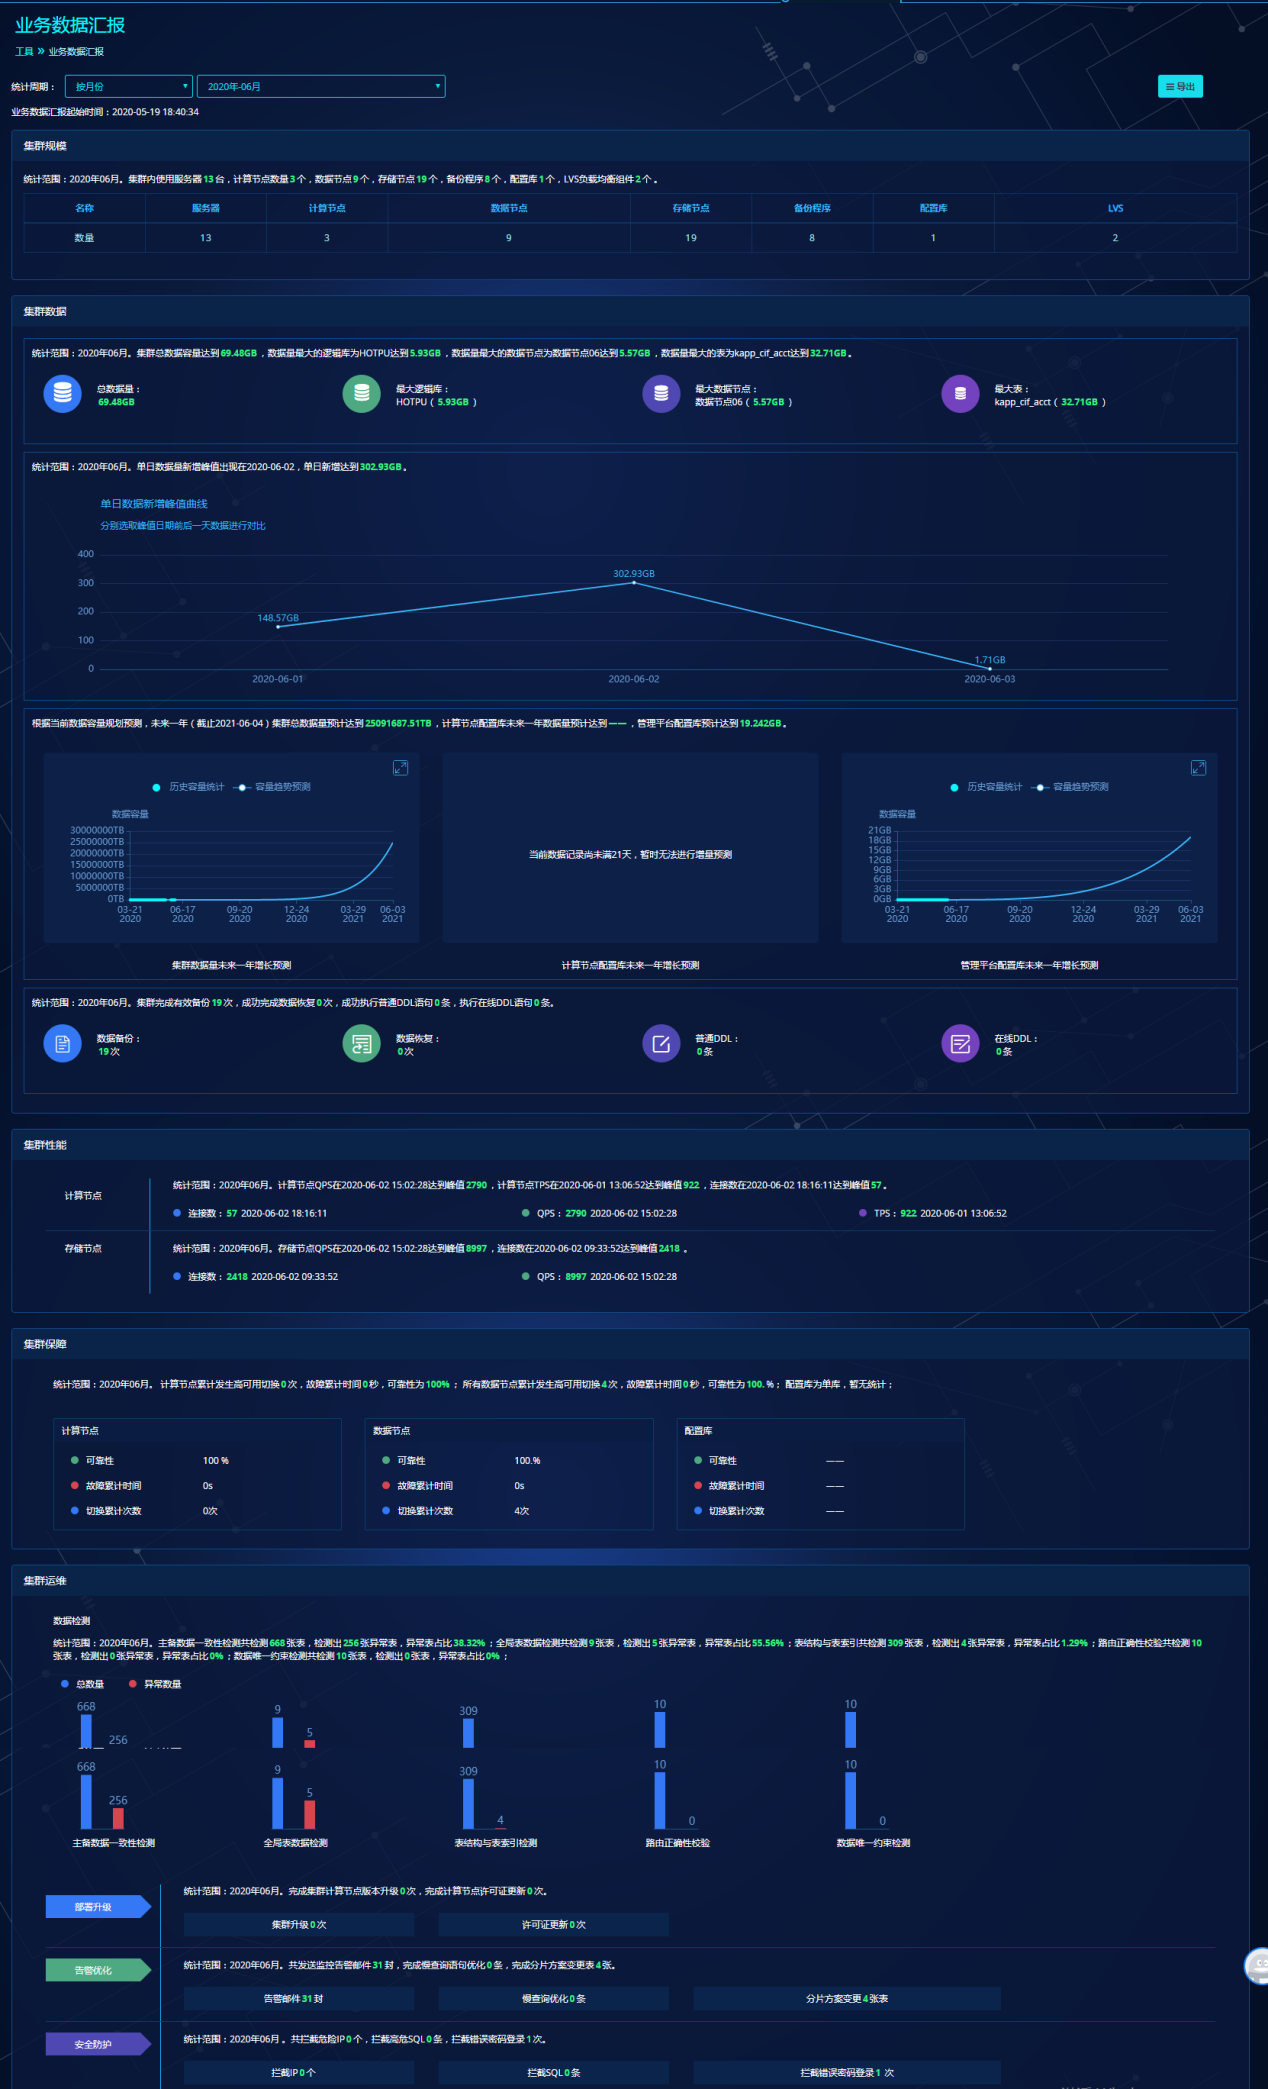 业务数据汇报
工具 » 业务数据汇报
统计周期： 按月份 2020年-06月 导出
业务数据汇报起始时间：2020-05-19 18:40:34
集群规模
统计范围：2020年06月。集群内使用服务器13台，计算节点数量3个，数据节点9个，存储节点19个，备份程序8个，配置库1个，LVS负载均衡组件2个。
名称 服务器 计算节点 数据节点 存储节点 备份程序 配置库 LVS
数量 13 3 9 19 8 1 2
集群数据
统计范围：2020年06月。集群总数据容量达到69.48GB，数据量最大的逻辑库为HOTPU达到5.93GB，数据量最大的数据节点为数据节点06达到5.57GB，数据量最大的表为kapp_cif_acct达到32.71GB。
总数据量： 最大逻辑库： 最大数据节点： 最大表：
69.48GB HOTPU（5.93GB） 数据节点06（5.57GB） kapp_cif_acct（32.71GB）
统计范围：2020年06月。单日数据量新增峰值出现在2020-06-02，单日新增达到302.93GB。
单日数据新增峰值曲线
分别选取峰值日期前后一天数据进行对比
400
302.93GB
300
200
148.57GB
100
1.71GB
0
2020-06-01 2020-06-02 2020-06-03
根据当前数据容量规划预测，未来一年（截止2021-06-04）集群总数据量预计达到25091687.51TB，计算节点配置库未来一年数据量预计达到——，管理平台配置库预计达到19.242GB。
历史容量统计 容量趋势预测
数据容量
30000000TB
25000000TB
20000000TB
15000000TB
10000000TB
5000000TB
0TB
03-21 06-17 09-20 12-24 03-29 06-03
2020 2020 2020 2020 2021 2021
集群数据量未来一年增长预测
当前数据记录尚未满21天，暂时无法进行增量预测
计算节点配置库未来一年增长预测
历史容量统计 容量趋势预测
数据容量
21GB
18GB
15GB
12GB
9GB
6GB
3GB
0GB
03-21 06-17 09-20 12-24 03-29 06-03
2020 2020 2020 2020 2021 2021
管理平台配置库未来一年增长预测
统计范围：2020年06月。集群完成有效备份19次，成功完成数据恢复0次，成功执行普通DDL语句0条，执行在线DDL语句0条。
数据备份： 数据恢复： 普通DDL： 在线DDL：
19次 0次 0条 0条
集群性能
计算节点
统计范围：2020年06月。计算节点QPS在2020-06-02 15:02:28达到峰值2790，计算节点TPS在2020-06-01 13:06:52达到峰值922，连接数在2020-06-02 18:16:11达到峰值57。
连接数：57 2020-06-02 18:16:11 QPS：2790 2020-06-02 15:02:28 TPS：922 2020-06-01 13:06:52
存储节点
统计范围：2020年06月。存储节点QPS在2020-06-02 15:02:28达到峰值8997，连接数在2020-06-02 09:33:52达到峰值2418。
连接数：2418 2020-06-02 09:33:52 QPS：8997 2020-06-02 15:02:28
集群保障
统计范围：2020年06月。 计算节点累计发生高可用切换0次，故障累计时间0秒，可靠性为100%； 所有数据节点累计发生高可用切换4次，故障累计时间0秒，可靠性为100.%； 配置库为单库，暂无统计；
计算节点 数据节点 配置库
可靠性 100 % 可靠性 100.% 可靠性 ——
故障累计时间 0s 故障累计时间 0s 故障累计时间 ——
切换累计次数 0次 切换累计次数 4次 切换累计次数 ——
集群运维
数据检测
统计范围：2020年06月。主备数据一致性检测共检测668张表，检测出256张异常表，异常表占比38.32%；全局表数据检测共检测9张表，检测出5张异常表，异常表占比55.56%；表结构与表索引共检测309张表，检测出4张异常表，异常表占比1.29%；路由正确性校验共检测10
张表，检测出0张异常表，异常表占比0%；数据唯一约束检测共检测10张表，检测出0张表，异常表占比0%；
总数量 异常数量
668 256 9 5 309 10 10
668 256 9 5 309 4 10 0 10 0
主备数据一致性检测 全局表数据检测 表结构与表索引检测 路由正确性校验 数据唯一约束检测
部署升级
统计范围：2020年06月。完成集群计算节点版本升级0次，完成计算节点许可证更新0次。
集群升级0次 许可证更新0次
告警优化
统计范围：2020年06月。共发送监控告警邮件31封，完成慢查询语句优化0条，完成分片方案变更表4张。
告警邮件31封 慢查询优化0条 分片方案变更4张表
安全防护
统计范围：2020年06月 。共拦截危险IP0个，拦截高危SQL0条，拦截错误密码登录1次。
拦截IP0个 拦截SQL0条 拦截错误密码登录1 次